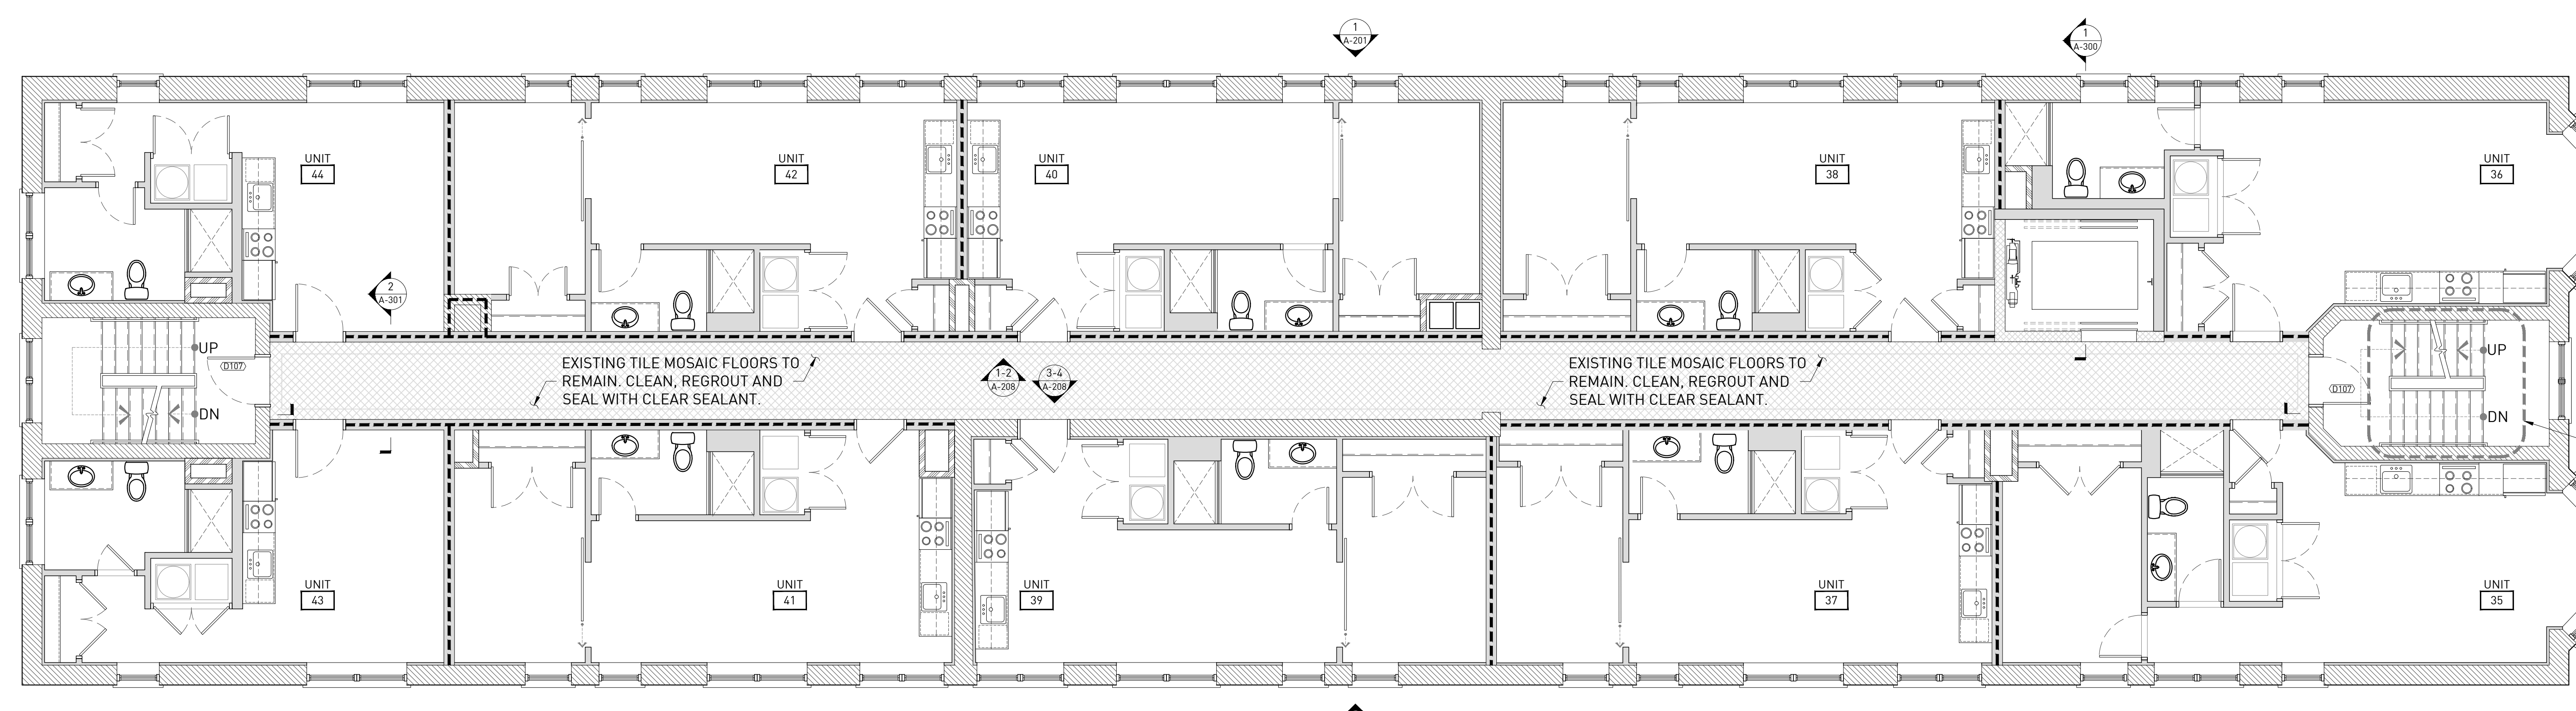 1
A-201
1
A-300
UNIT
44
UNIT
42
UNIT
40
UNIT
38
UNIT
36
2
A-301
UP
D107
DN
EXISTING TILE MOSAIC FLOORS TO
REMAIN. CLEAN, REGROUT AND
SEAL WITH CLEAR SEALANT.
1-2
A-208
3-4
A-208
EXISTING TILE MOSAIC FLOORS TO
REMAIN. CLEAN, REGROUT AND
SEAL WITH CLEAR SEALANT.
D107
UP
DN
UNIT
43
UNIT
41
UNIT
39
UNIT
37
UNIT
35